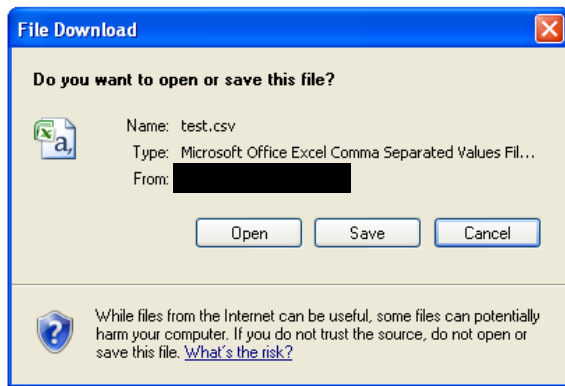 File Download
Do you want to open or save this file?
a,
Name: test.csv
Type: Microsoft Office Excel Comma Separated Values Fil...
From:
Open Save Cancel
While files from the Internet can be useful, some files can potentially
harm your computer. If you do not trust the source, do not open or
save this file. What's the risk?